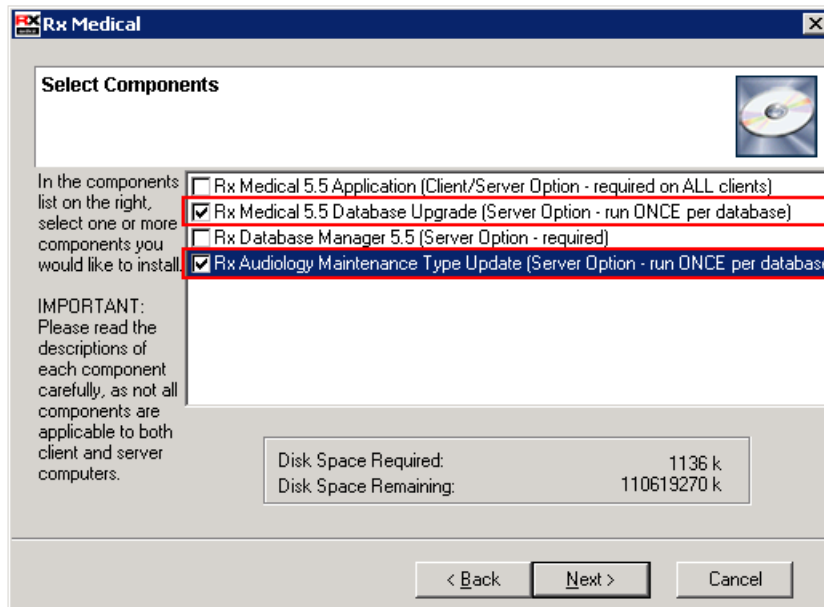 Rx Medical
Select Components
In the components
list on the right,
select one or more
components you
would like to install.
IMPORTANT:
Please read the
descriptions of
each component
carefully, as not all
components are
applicable to both
client and server
computers.
Rx Medical 5.5 Application (Client/Server Option - required on ALL clients)
Rx Medical 5.5 Database Upgrade (Server Option - run ONCE per database)
Rx Database Manager 5.5 (Server Option - required)
Rx Audiology Maintenance Type Update (Server Option - run ONCE per database
Disk Space Required: 1136 k
Disk Space Remaining: 110619270 k
< Back Next > Cancel